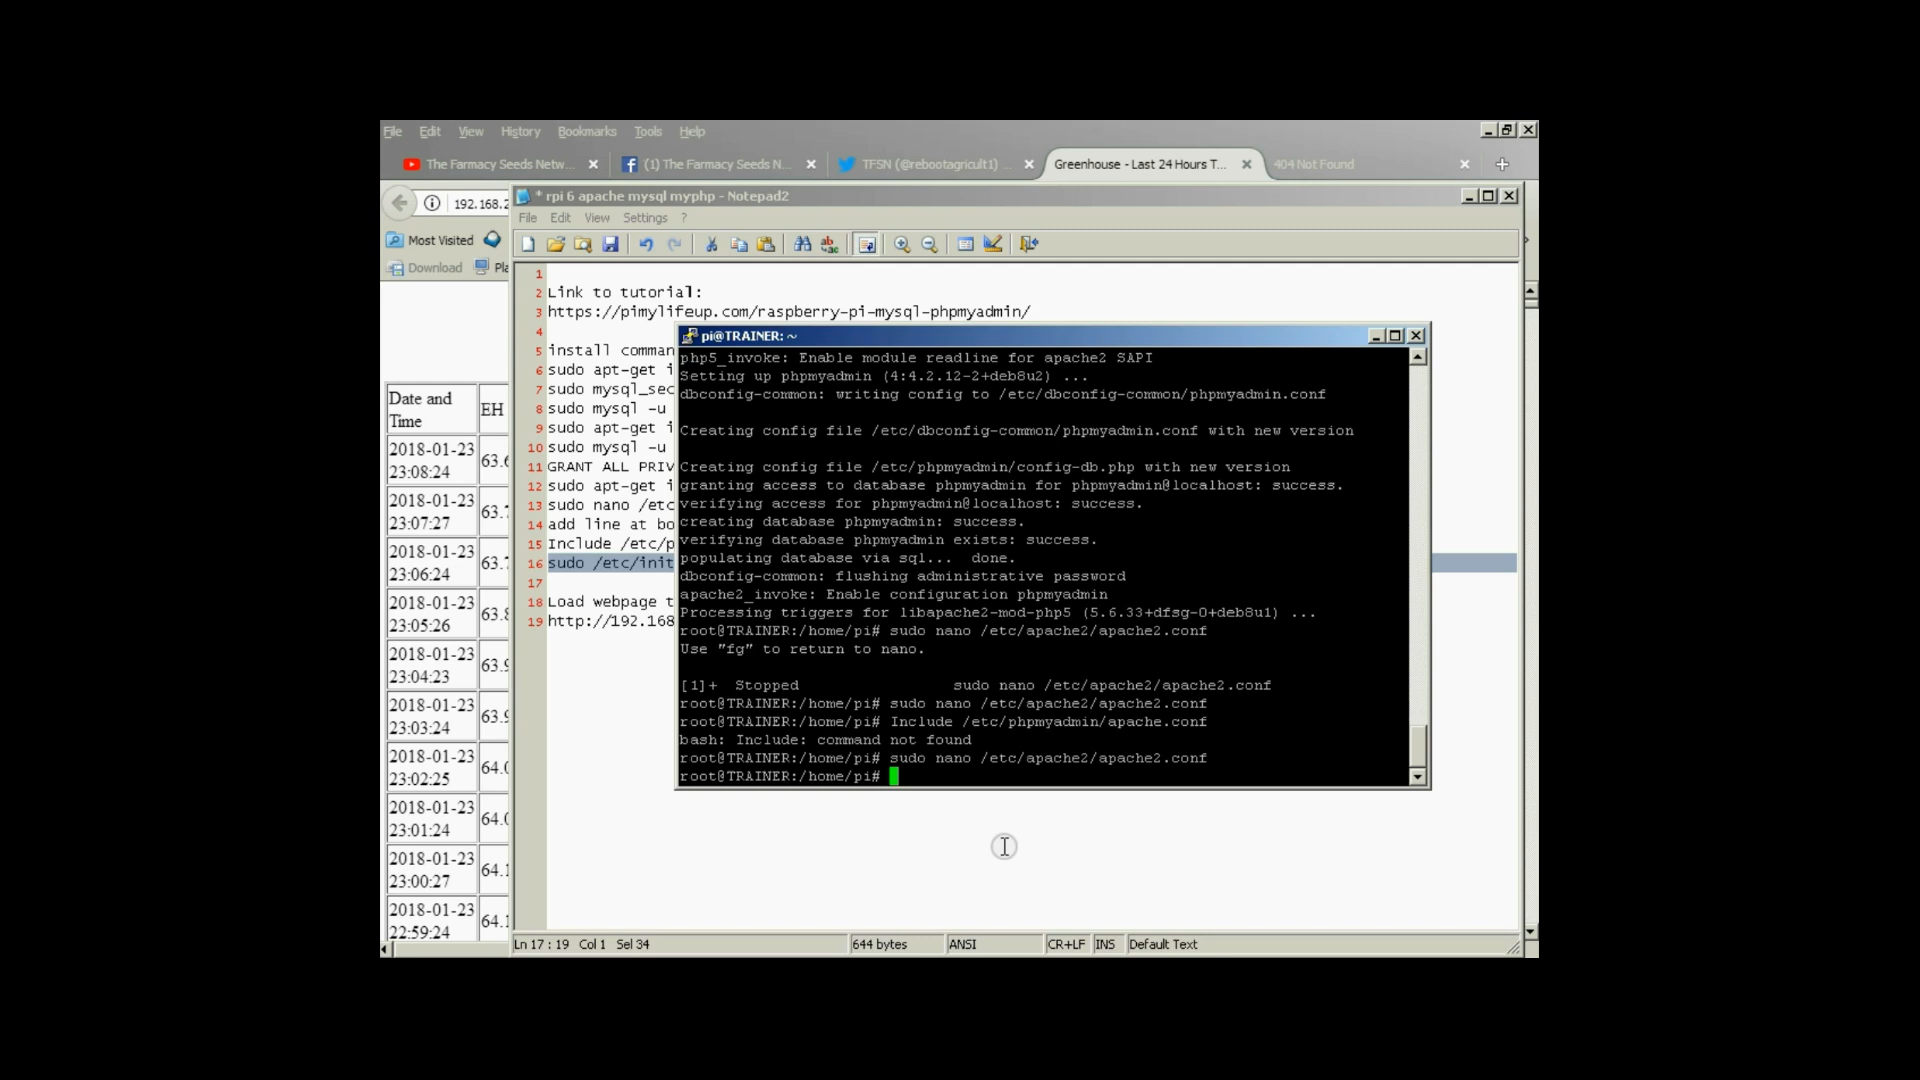 File Edit View History Bookmarks Tools Help
The Farmacy Seeds Netw...
(1) The Farmacy Seeds N...
TFSN (@rebootagricult1) ...
Greenhouse - Last 24 Hours T...
404 Not Found
192.168.2
* rpi 6 apache mysql myphp - Notepad2
File Edit View Settings ?
Most Visited
Download
Pla
1
2 Link to tutorial:
3 https://pimylifeup.com/raspberry-pi-mysql-phpmyadmin/
4
5 install comman
6 sudo apt-get i
7 sudo mysql_sec
8 sudo mysql -u
9 sudo apt-get i
10 sudo mysql -u
11 GRANT ALL PRIV
12 sudo apt-get i
13 sudo nano /etc
14 add line at bo
15 Include /etc/p
16 sudo /etc/init
17
18 Load webpage t
19 http://192.168
Date and Time EH
2018-01-23 23:08:24 63.6
2018-01-23 23:07:27 63.7
2018-01-23 23:06:24 63.7
2018-01-23 23:05:26 63.8
2018-01-23 23:04:23 63.9
2018-01-23 23:03:24 63.9
2018-01-23 23:02:25 64.0
2018-01-23 23:01:24 64.0
2018-01-23 23:00:27 64.1
2018-01-23 22:59:24 64.1
pi@TRAINER: ~
php5_invoke: Enable module readline for apache2 SAPI
Setting up phpmyadmin (4:4.2.12-2+deb8u2) ...
dbconfig-common: writing config to /etc/dbconfig-common/phpmyadmin.conf
Creating config file /etc/dbconfig-common/phpmyadmin.conf with new version
Creating config file /etc/phpmyadmin/config-db.php with new version
granting access to database phpmyadmin for phpmyadmin@localhost: success.
verifying access for phpmyadmin@localhost: success.
creating database phpmyadmin: success.
verifying database phpmyadmin exists: success.
populating database via sql... done.
dbconfig-common: flushing administrative password
apache2_invoke: Enable configuration phpmyadmin
Processing triggers for libapache2-mod-php5 (5.6.33+dfsg-0+deb8u1) ...
root@TRAINER:/home/pi# sudo nano /etc/apache2/apache2.conf
Use "fg" to return to nano.
[1]+ Stopped sudo nano /etc/apache2/apache2.conf
root@TRAINER:/home/pi# sudo nano /etc/apache2/apache2.conf
root@TRAINER:/home/pi# Include /etc/phpmyadmin/apache.conf
bash: Include: command not found
root@TRAINER:/home/pi# sudo nano /etc/apache2/apache2.conf
root@TRAINER:/home/pi#
Ln 17 : 19 Col 1 Sel 34 644 bytes ANSI CR+LF INS Default Text